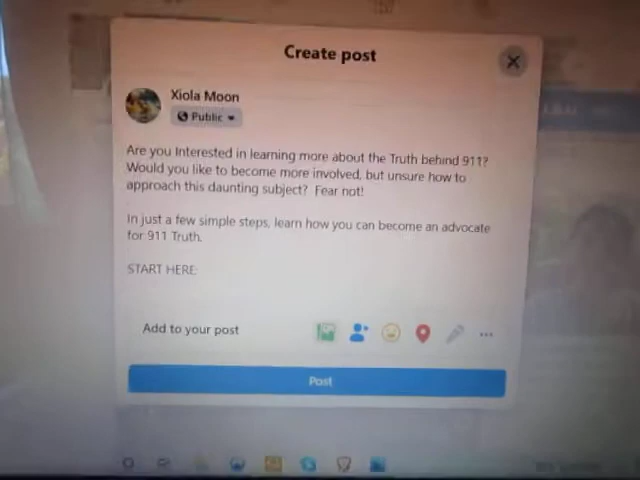 Create post
Xiola Moon
Public
Are you Interested in learning more about the Truth behind 911?
Would you like to become more involved, but unsure how to
approach this daunting subject? Fear not!
In just a few simple steps, learn how you can become an advocate
for 911 Truth.
START HERE:
Add to your post
Post